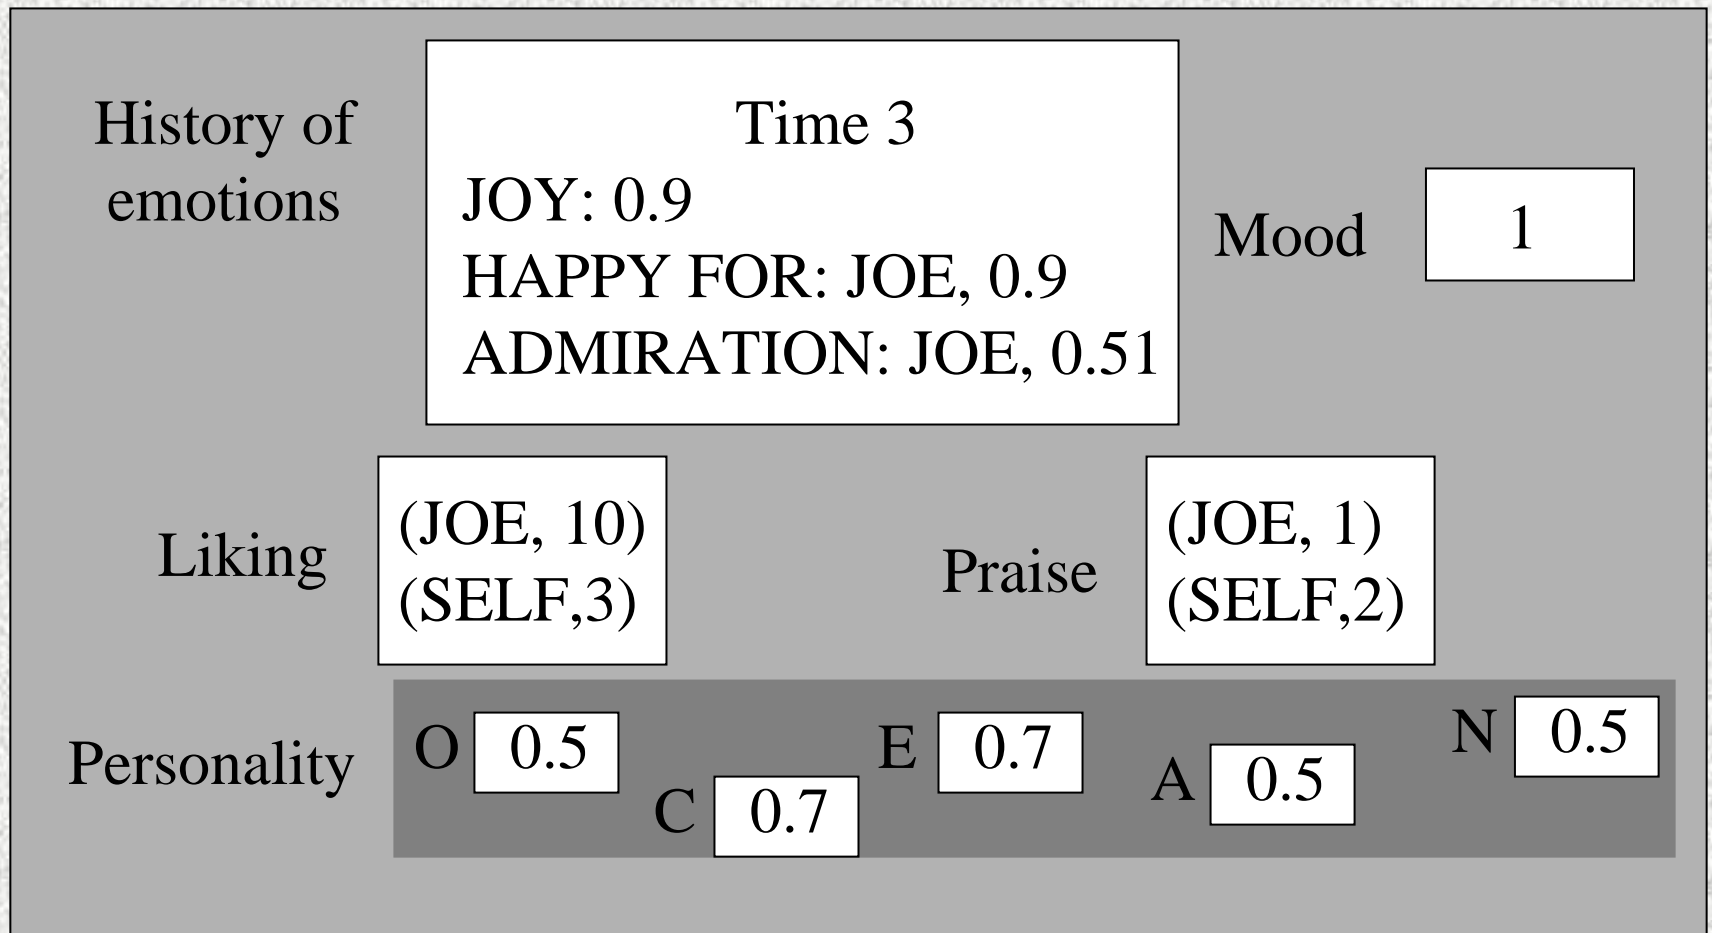 History of
emotions
Time 3
JOY: 0.9
HAPPY FOR: JOE, 0.9
ADMIRATION: JOE, 0.51
Mood
1
Liking
(JOE, 10)
(SELF,3)
Praise
(JOE, 1)
(SELF,2)
Personality
O 0.5
C 0.7
E 0.7
A 0.5
N 0.5